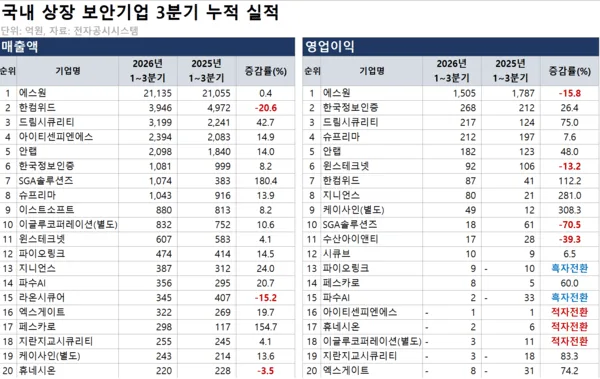 국내 상장 보안기업 3분기 누적 실적
단위: 억원, 자료: 전자공시시스템
매출액
순위 기업명 2026년 1~3분기 2025년 1~3분기 증감률(%)
1 에스원 21,135 21,055 0.4
2 한컴위드 3,946 4,972 -20.6
3 드림시큐리티 3,199 2,241 42.7
4 아이티센피엔에스 2,394 2,083 14.9
5 안랩 2,098 1,840 14.0
6 한국정보인증 1,081 999 8.2
7 SGA솔루션즈 1,074 383 180.4
8 슈프리마 1,043 916 13.9
9 이스트소프트 880 813 8.2
10 이글루코퍼레이션(별도) 832 752 10.6
11 윈스테크넷 607 583 4.1
12 파이오링크 474 414 14.5
13 지니언스 387 312 24.0
14 파수AI 356 295 20.7
15 라온시큐어 345 407 -15.2
16 엑스게이트 322 269 19.7
17 페스카로 298 117 154.7
18 지란지교시큐리티 255 245 4.1
19 케이사인(별도) 243 214 13.6
20 휴네시온 220 228 -3.5
영업이익
순위 기업명 2026년 1~3분기 2025년 1~3분기 증감률(%)
1 에스원 1,505 1,787 -15.8
2 한국정보인증 268 212 26.4
3 드림시큐리티 217 124 75.0
4 슈프리마 212 197 7.6
5 안랩 182 123 48.0
6 윈스테크넷 92 106 -13.2
7 한컴위드 87 41 112.2
8 지니언스 80 21 281.0
9 케이사인(별도) 49 12 308.3
10 SGA솔루션즈 18 61 -70.5
11 수산아이앤티 17 28 -39.3
12 시큐브 10 9 6.5
13 파이오링크 9 - 10 흑자전환
14 페스카로 8 5 60.0
15 파수AI 2 - 33 흑자전환
16 아이티센피엔에스 - 1 1 적자전환
17 휴네시온 - 2 6 적자전환
18 이글루코퍼레이션(별도) - 3 11 적자전환
19 지란지교시큐리티 - 3 - 18 83.3
20 엑스게이트 - 8 - 31 74.2